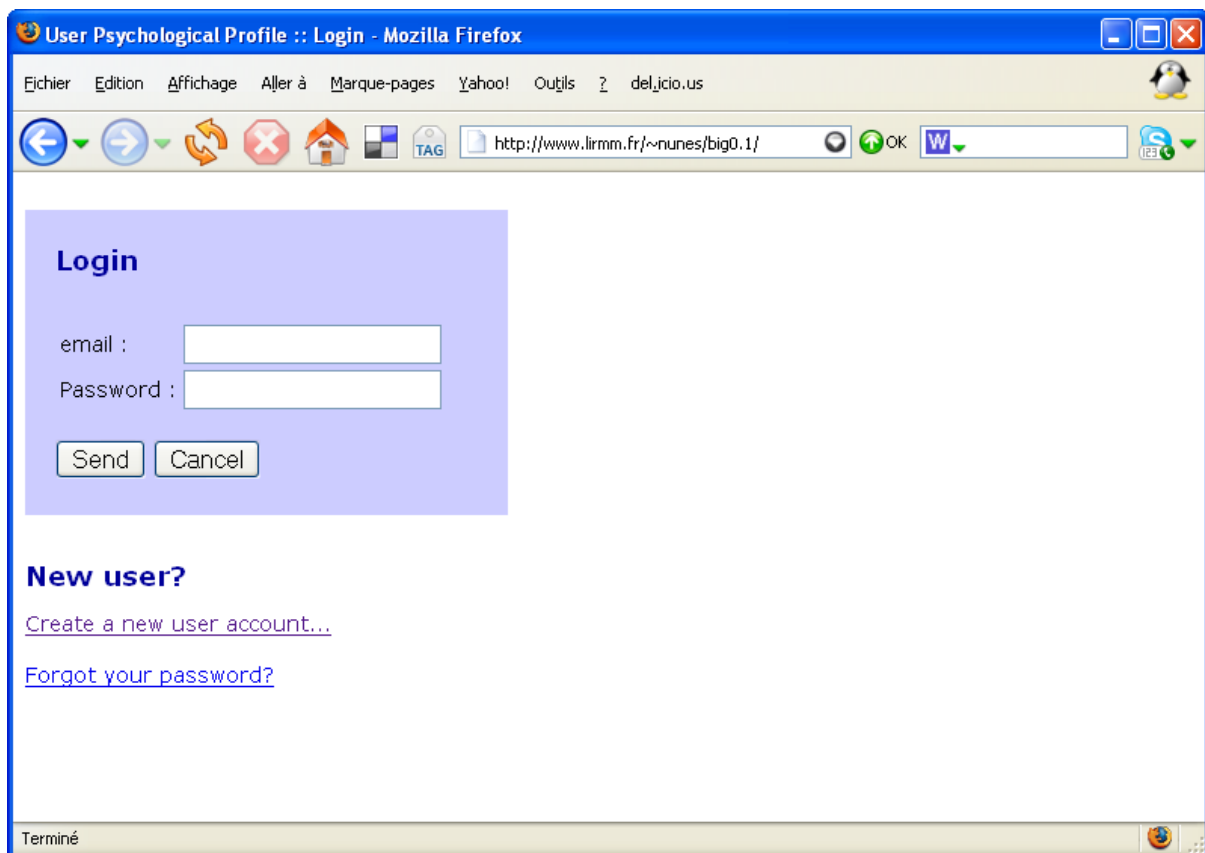 User Psychological Profile :: Login - Mozilla Firefox
Fichier Edition Affichage Aller à Marque-pages Yahoo! Outils ? del.icio.us
TAG http://www.lirmm.fr/~nunes/big0.1/ OK W 123
Login
email :
Password :
Send Cancel
New user?
Create a new user account...
Forgot your password?
Terminé